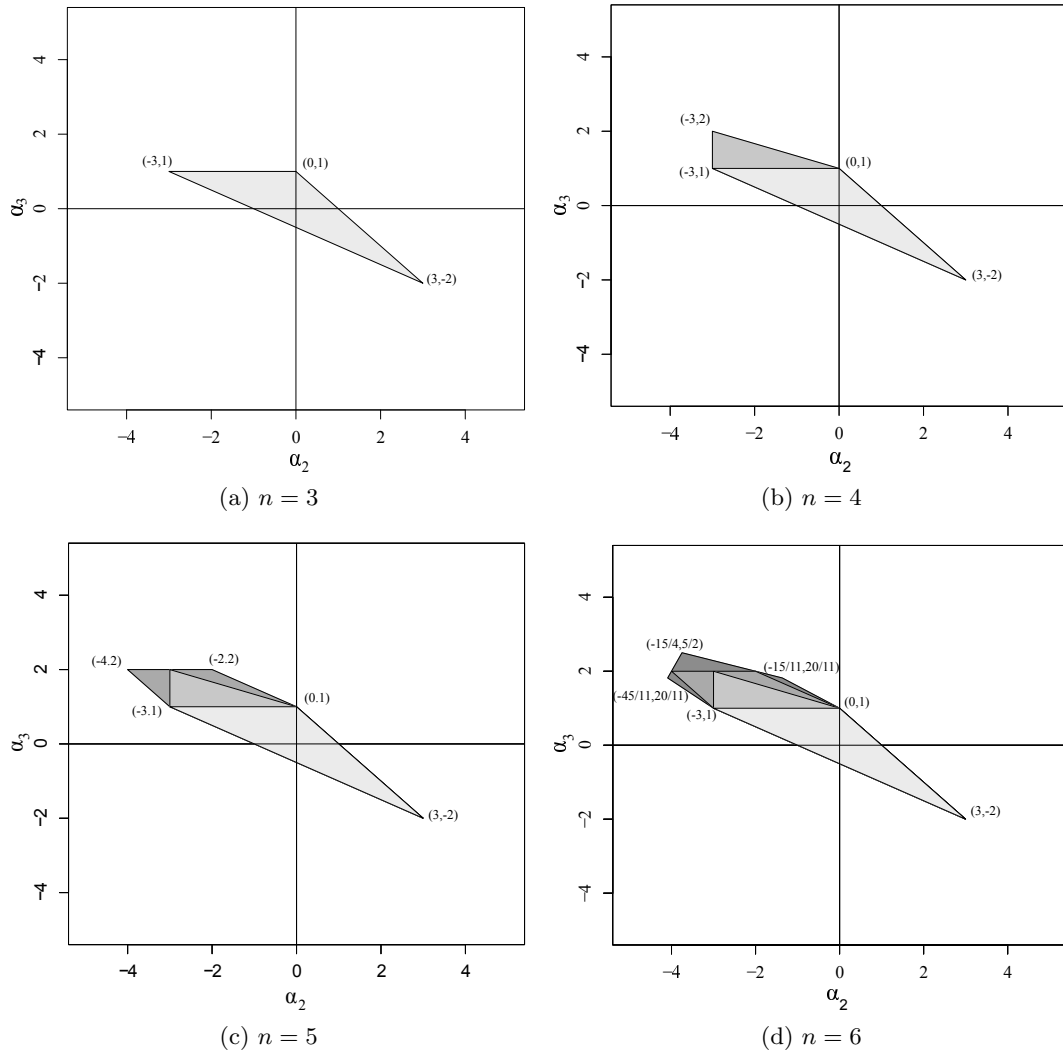 4
2
(-3,1)
(0,1)
α3
0
−2
(3,-2)
−4
−4 −2 0 2 4
α2
(a) n = 3
4
(-3,2)
2
(0,1)
(-3,1)
α3
0
−2
(3,-2)
−4
−4 −2 0 2 4
α2
(b) n = 4
4
(-4.2) (-2.2)
2
(0.1)
(-3.1)
α3
0
−2
(3,-2)
−4
−4 −2 0 2 4
α2
(c) n = 5
4
(-15/4,5/2)
2
(-15/11,20/11)
(-45/11,20/11)
(0,1)
(-3,1)
α3
0
−2
(3,-2)
−4
−4 −2 0 2 4
α2
(d) n = 6